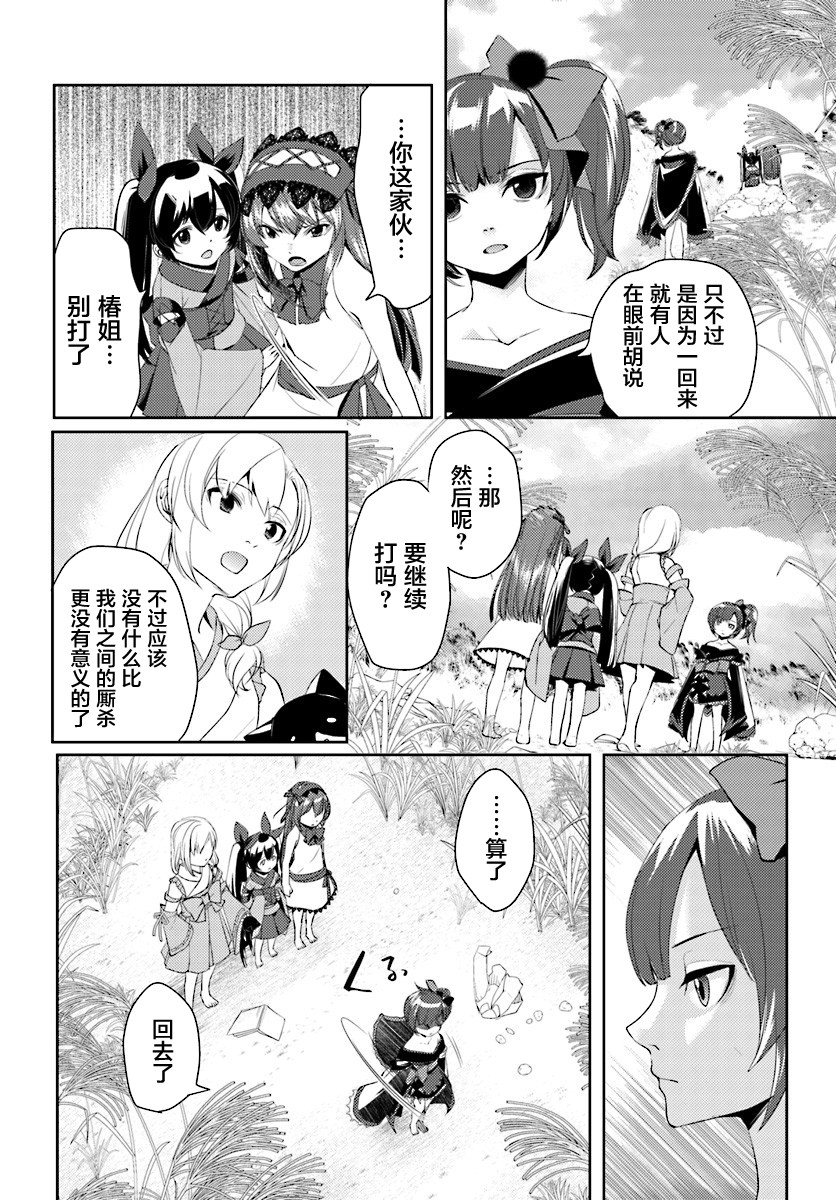 只不过
是因为一回来
就有人
在眼前胡说
…你这家伙…
椿姐…
别打了
…那
然后呢？
要继续
打吗？
不过应该
没有什么比
我们之间的厮杀
更没有意义的了
……算了
くる
回去了